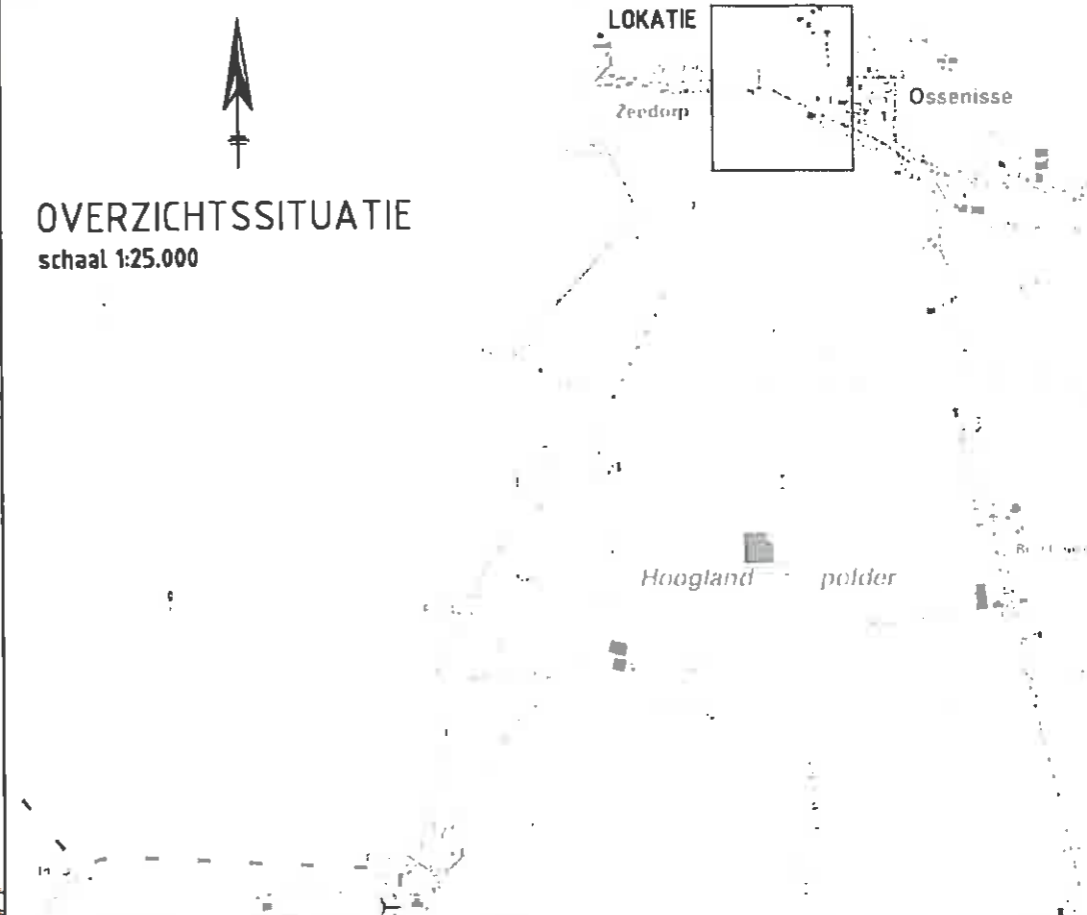 LOKATIE
Ossenisse
Zeedorp
OVERZICHTSSITUATIE
schaal 1:25.000
Hoogland polder